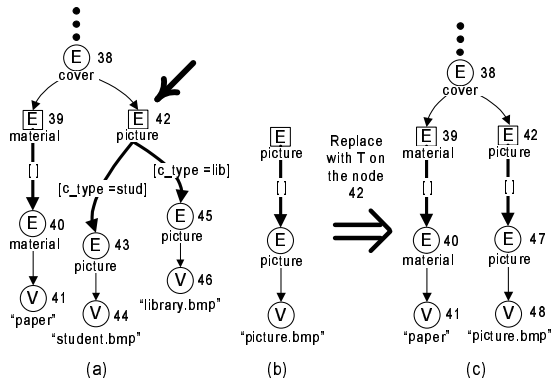 E 38
cover
39 E
material
E 42
picture
[ ]
[c_type =stud]
[c_type =lib]
E 40
material
E 43
picture
E 45
picture
V 41
"paper"
V 44
"student.bmp"
V 46
"library.bmp"
(a)
E
picture
[ ]
E
picture
V
"picture.bmp"
(b)
Replace
with T on
the node
42
E 38
cover
E 39
material
E 42
picture
[ ]
[ ]
E 40
material
E 47
picture
V 41
"paper"
V 48
"picture.bmp"
(c)